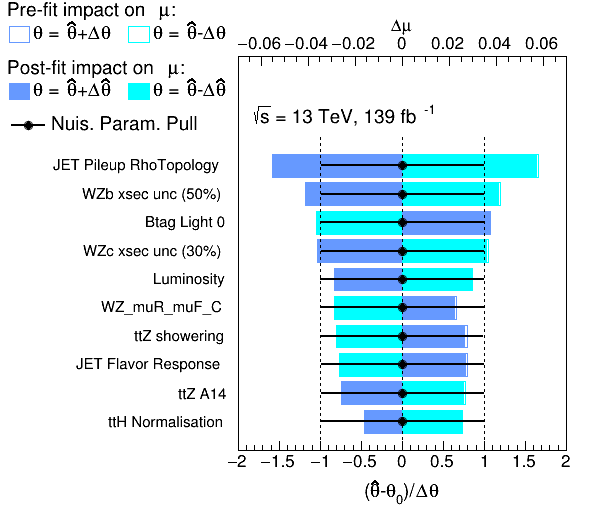 Pre-fit impact on μ:
θ = θ̂+Δθ θ = θ̂-Δθ
Post-fit impact on μ:
θ = θ̂+Δθ̂ θ = θ̂-Δθ̂
Nuis. Param. Pull
Δμ
−0.06 −0.04 −0.02 0 0.02 0.04 0.06
√s = 13 TeV, 139 fb⁻¹
JET Pileup RhoTopology
WZb xsec unc (50%)
Btag Light 0
WZc xsec unc (30%)
Luminosity
WZ_muR_muF_C
ttZ showering
JET Flavor Response
ttZ A14
ttH Normalisation
−2 −1.5 −1 −0.5 0 0.5 1 1.5 2
(θ̂-θ₀)/Δθ